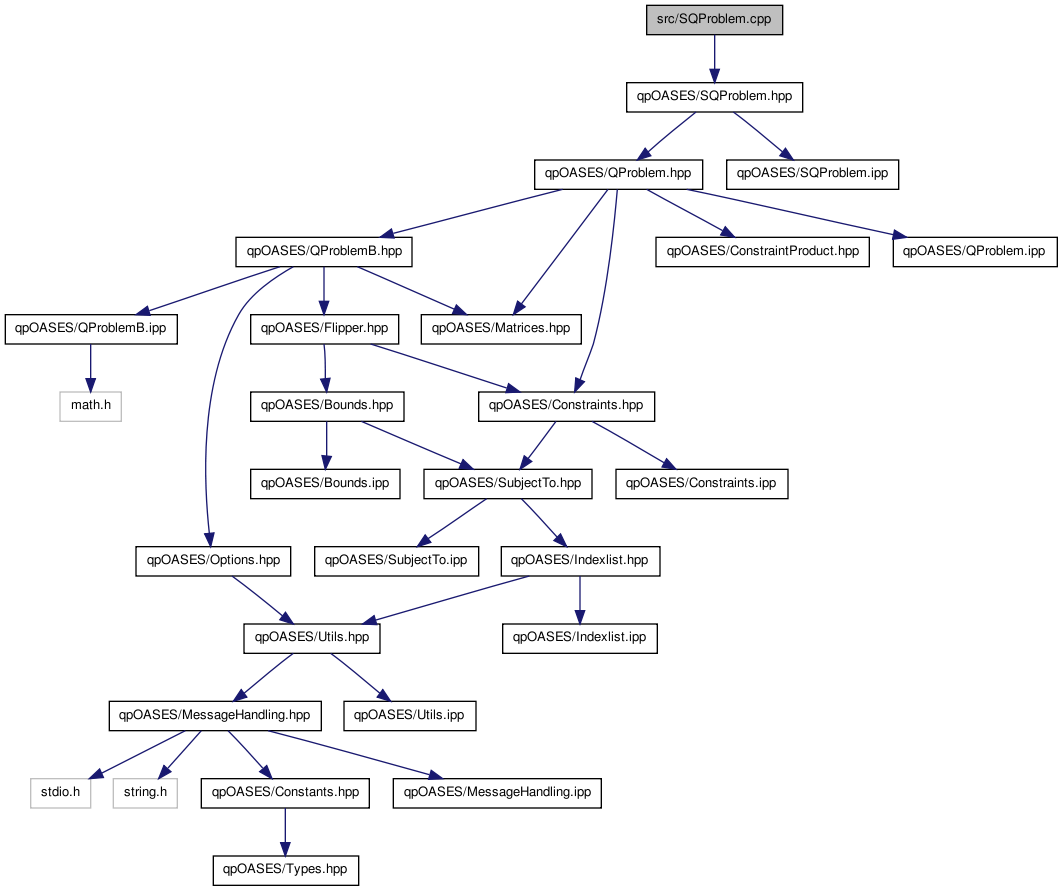 src/SQProblem.cpp
qpOASES/SQProblem.hpp
qpOASES/QProblem.hpp
qpOASES/SQProblem.ipp
qpOASES/QProblemB.hpp
qpOASES/ConstraintProduct.hpp
qpOASES/QProblem.ipp
qpOASES/QProblemB.ipp
qpOASES/Flipper.hpp
qpOASES/Matrices.hpp
math.h
qpOASES/Bounds.hpp
qpOASES/Constraints.hpp
qpOASES/Bounds.ipp
qpOASES/SubjectTo.hpp
qpOASES/Constraints.ipp
qpOASES/Options.hpp
qpOASES/SubjectTo.ipp
qpOASES/Indexlist.hpp
qpOASES/Utils.hpp
qpOASES/Indexlist.ipp
qpOASES/MessageHandling.hpp
qpOASES/Utils.ipp
stdio.h
string.h
qpOASES/Constants.hpp
qpOASES/MessageHandling.ipp
qpOASES/Types.hpp